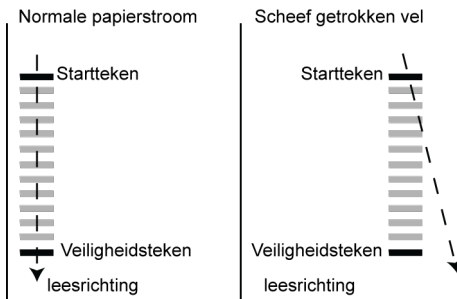 Normale papierstroom
Startteken
Veiligheidsteken
leesrichting
Scheef getrokken vel
Startteken
Veiligheidsteken
leesrichting